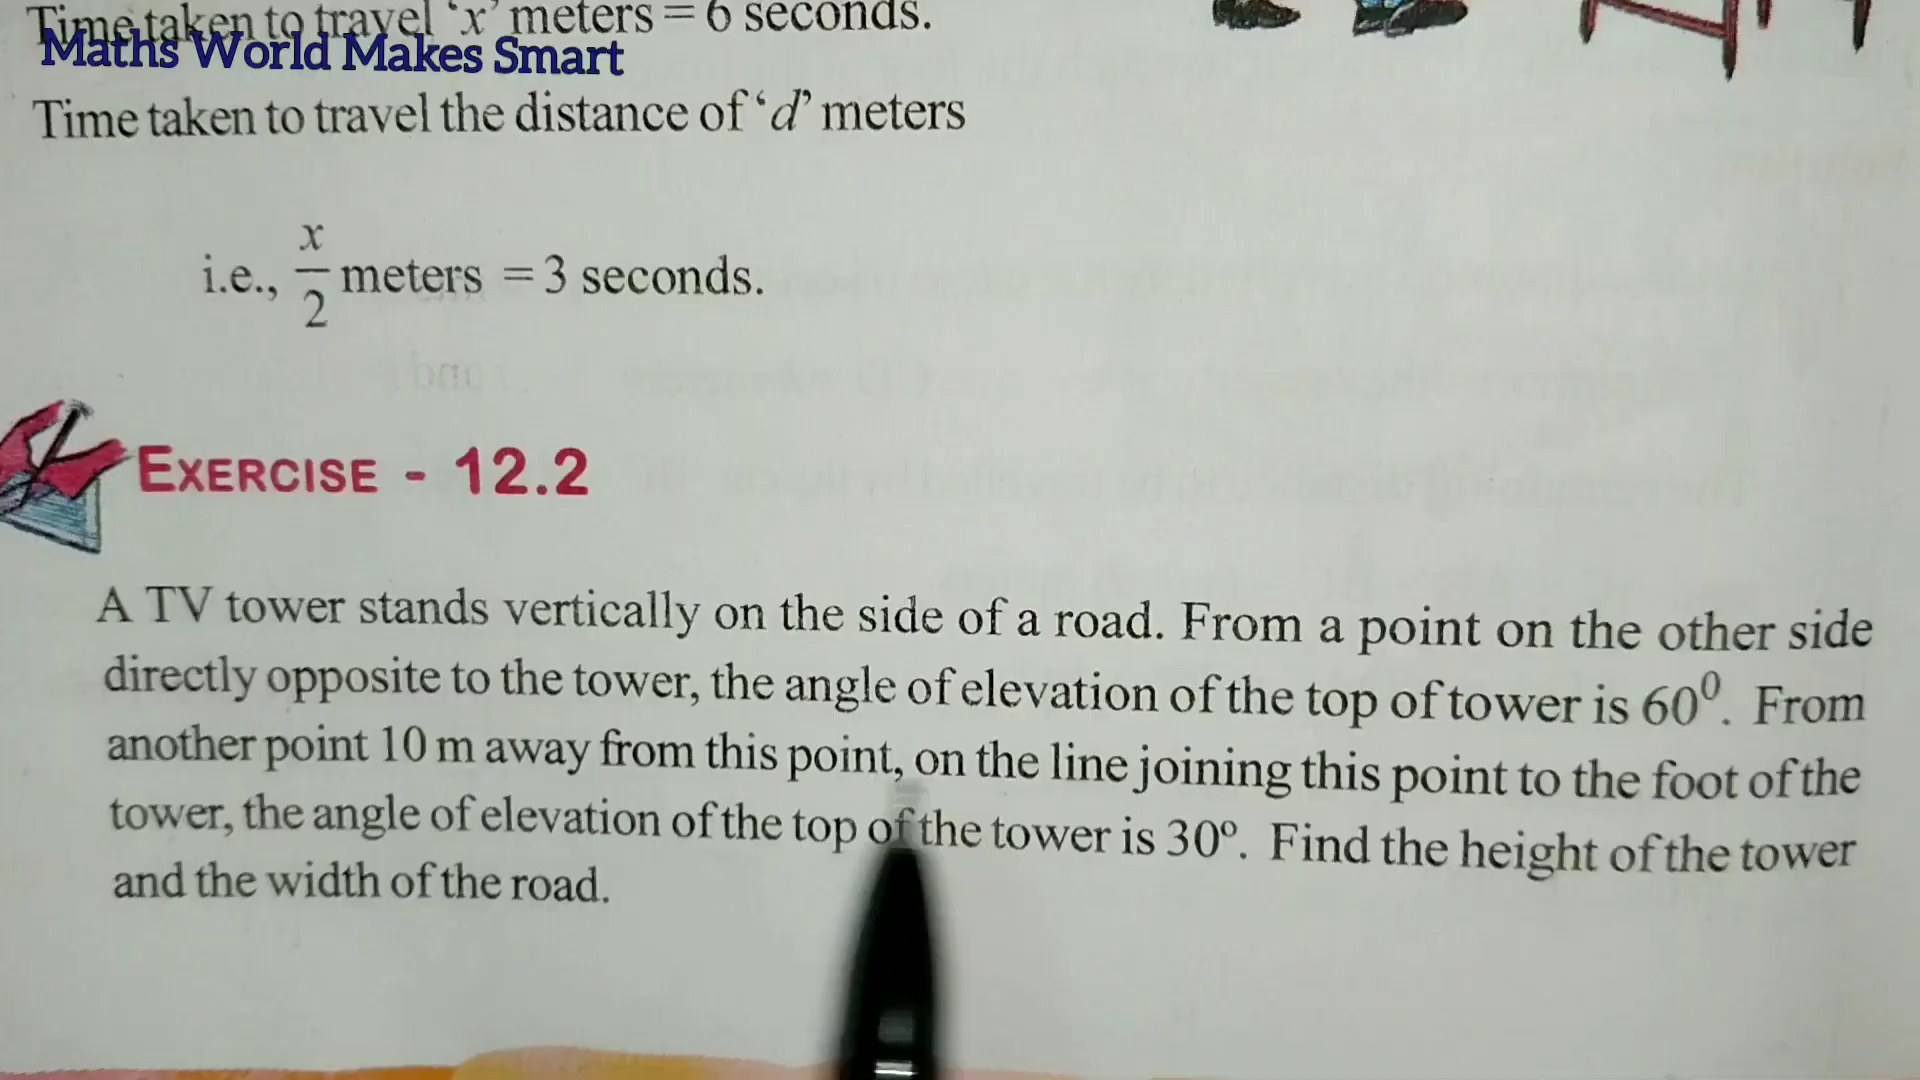 Time taken to travel ‘x’ meters = 6 seconds.
Maths World Makes Smart
Time taken to travel the distance of ‘d’ meters
i.e., x/2 meters = 3 seconds.
EXERCISE - 12.2
A TV tower stands vertically on the side of a road. From a point on the other side
directly opposite to the tower, the angle of elevation of the top of tower is 60⁰. From
another point 10 m away from this point, on the line joining this point to the foot of the
tower, the angle of elevation of the top of the tower is 30º. Find the height of the tower
and the width of the road.